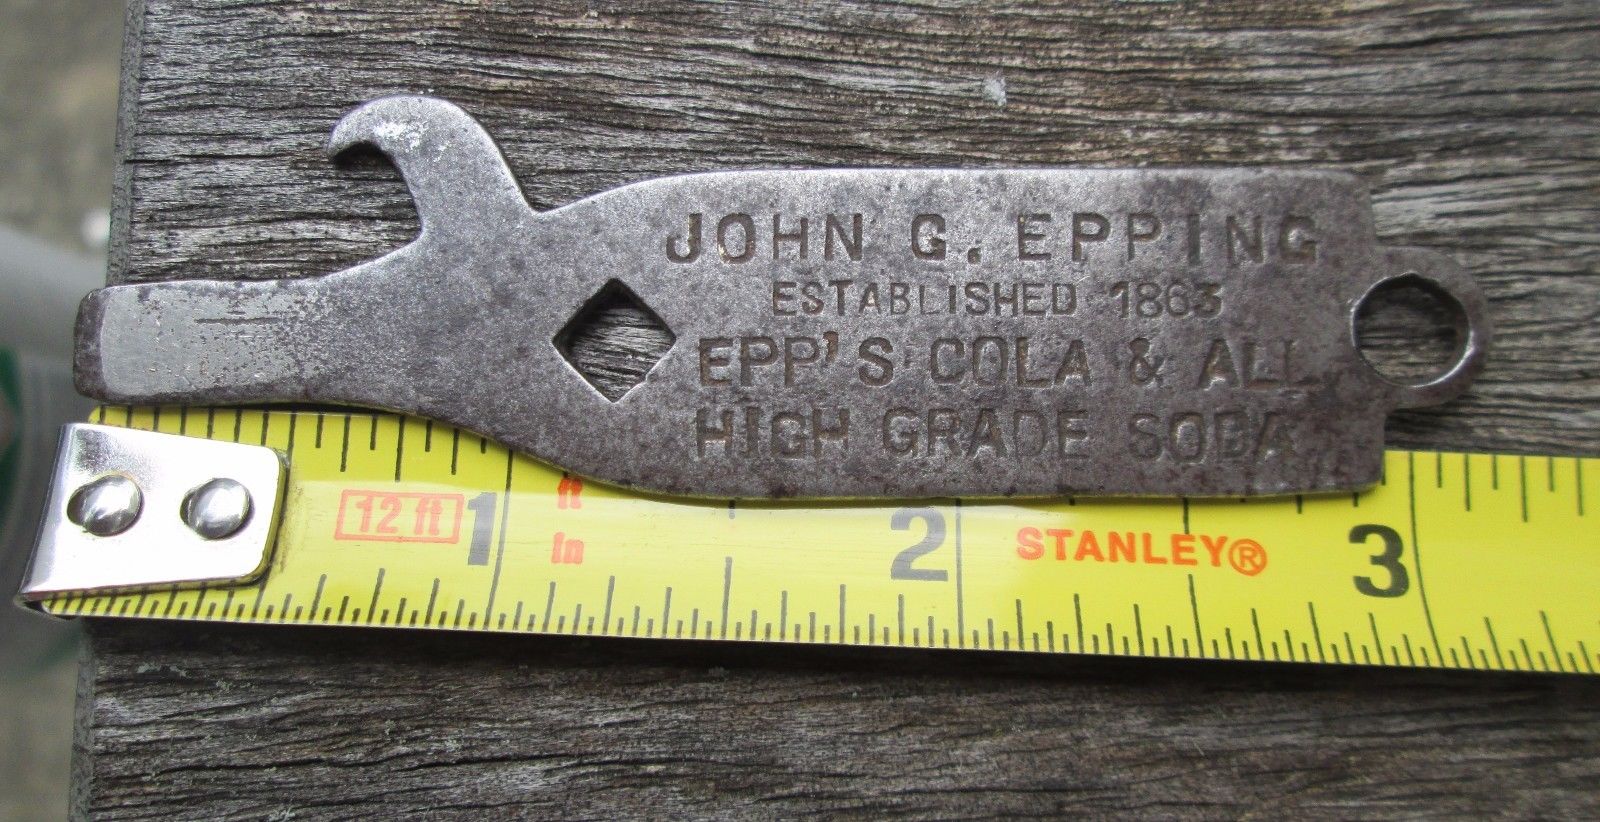 JOHN G. EPPING
ESTABLISHED 1863
EPP'S COLA & ALL
HIGH GRADE SODA
12 ft
1
ft
in
2
STANLEY®
3